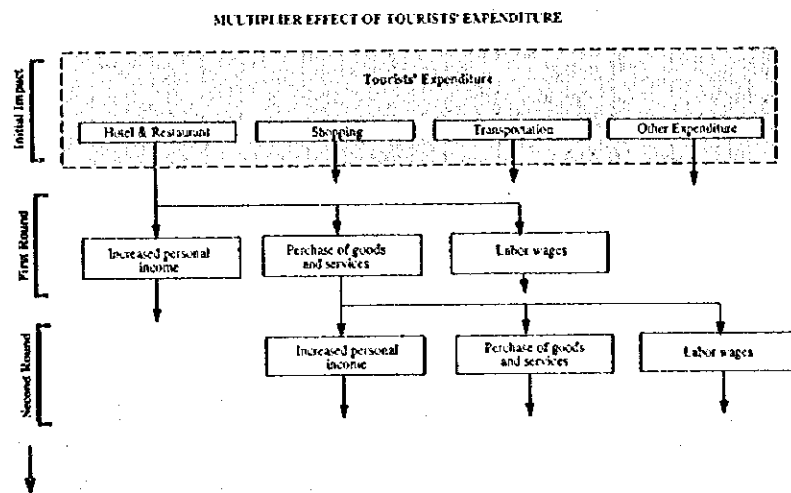 MULTIPLIER EFFECT OF TOURISTS' EXPENDITURE
Initial Impact
Tourists' Expenditure
Hotel & Restaurant
Shopping
Transportation
Other Expenditure
First Round
Increased personal
income
Perchase of goods
and services
Labor wages
Second Round
Increased personal
income
Perchase of goods
and services
Labor wages